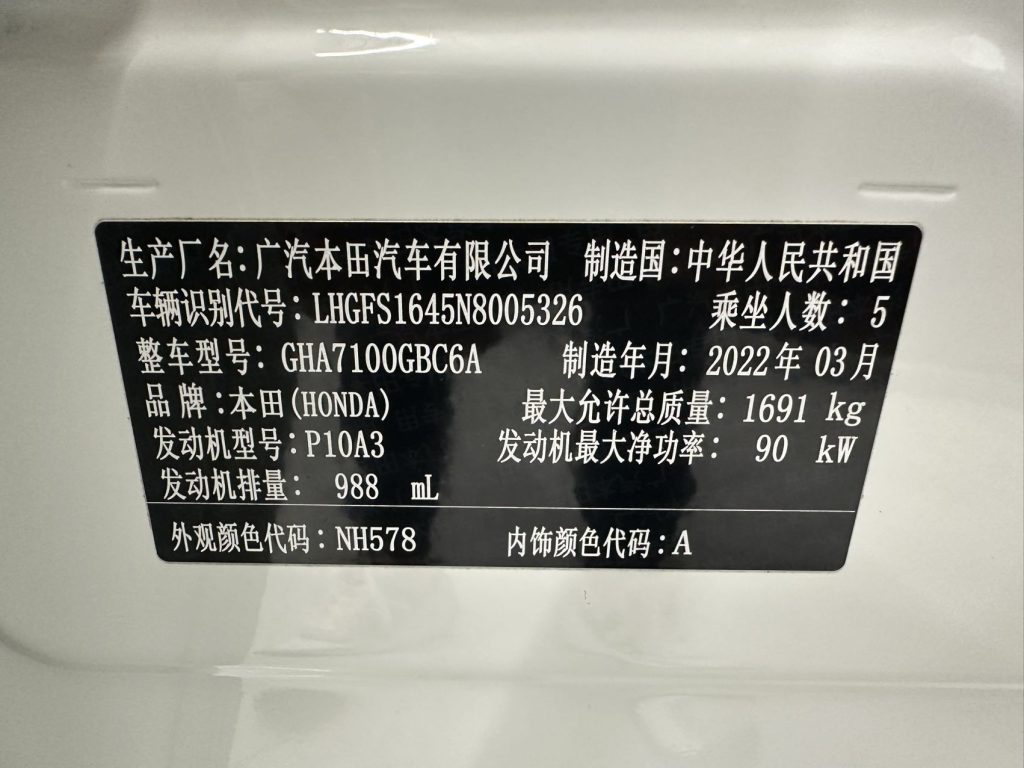 生产厂名:广汽本田汽车有限公司 制造国:中华人民共和国
车辆识别代号:LHGFS1645N8005326 乘坐人数:5
整车型号:GHA7100GBC6A 制造年月:2022年03月
品牌:本田(HONDA) 最大允许总质量:1691 kg
发动机型号:P10A3 发动机最大净功率:90 kW
发动机排量:988 mL
外观颜色代码:NH578 内饰颜色代码:A